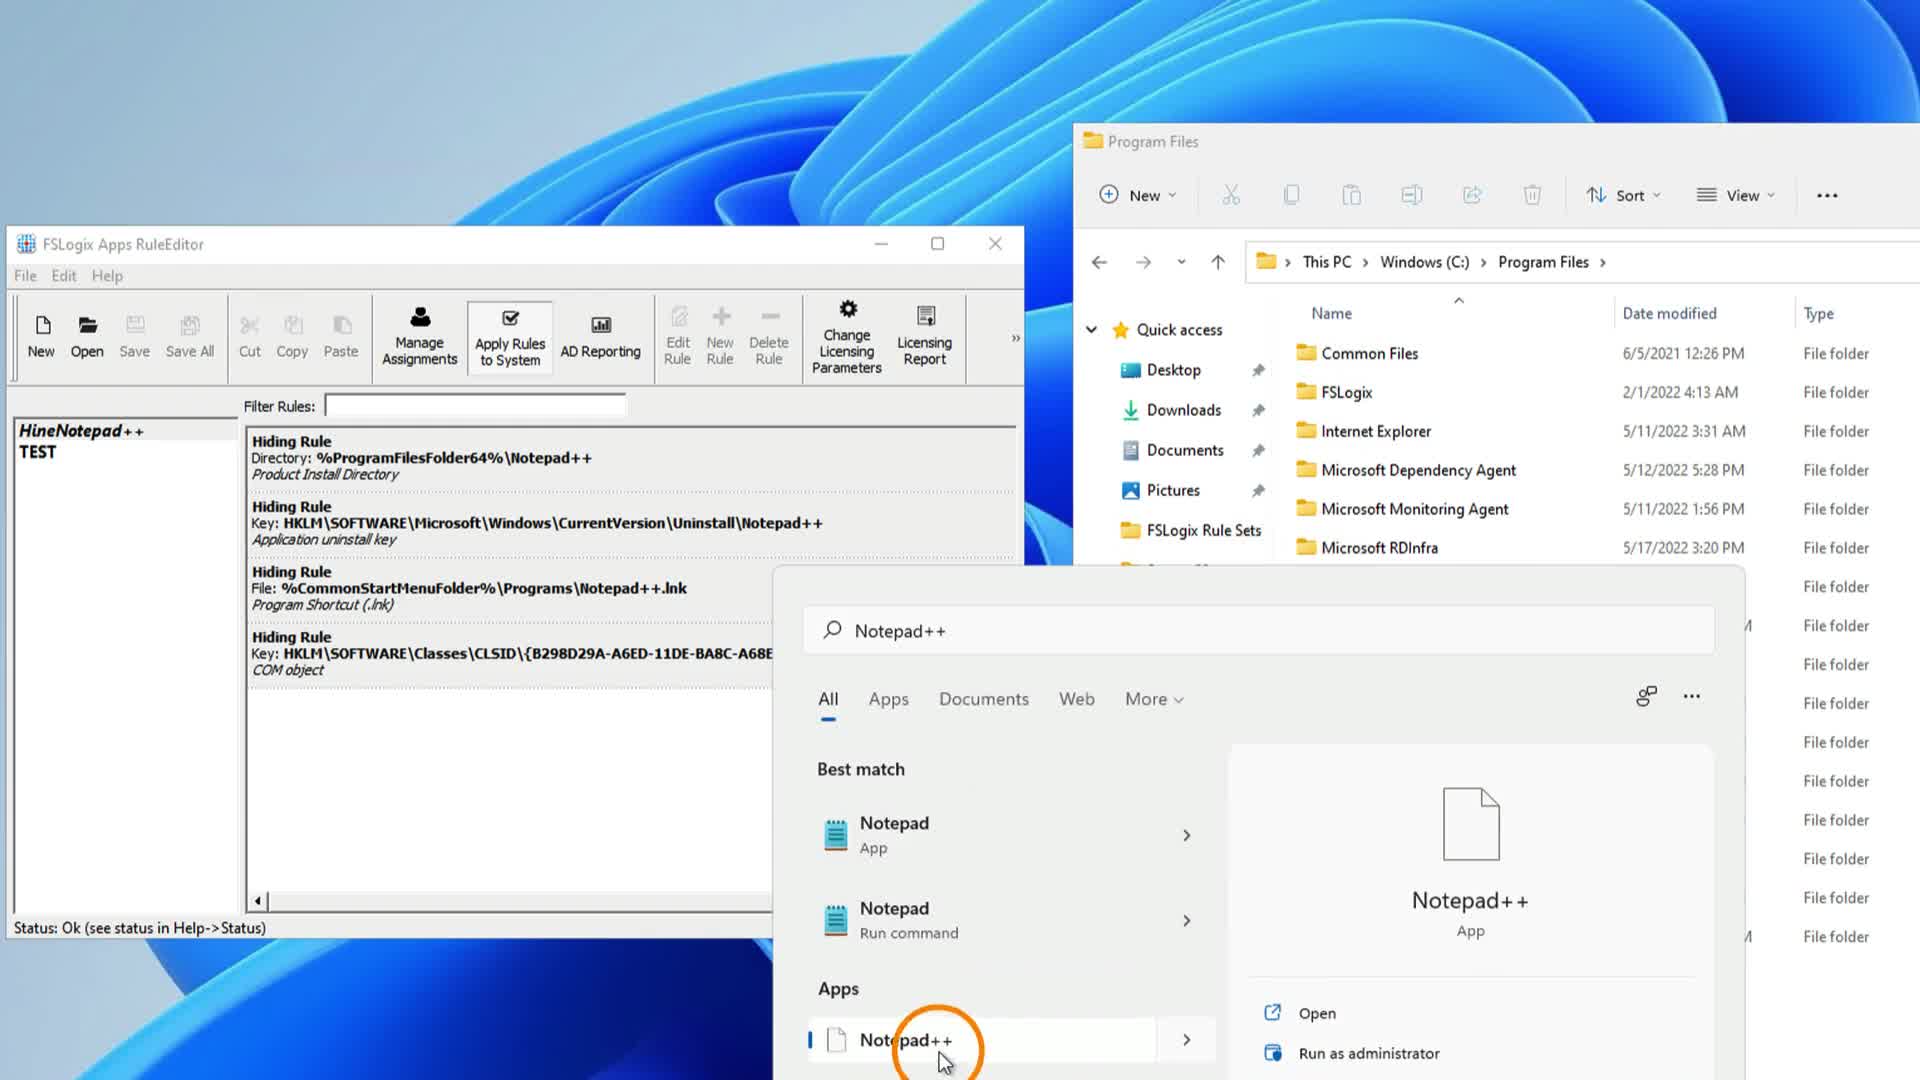 FSLogix Apps RuleEditor
File Edit Help
New Open Save Save All Cut Copy Paste Manage Assignments Apply Rules to System AD Reporting Edit Rule New Rule Delete Rule Change Licensing Parameters Licensing Report »
Filter Rules:
HineNotepad++
TEST
Hiding Rule
Directory: %ProgramFilesFolder64%\Notepad++
Product Install Directory
Hiding Rule
Key: HKLM\SOFTWARE\Microsoft\Windows\CurrentVersion\Uninstall\Notepad++
Application uninstall key
Hiding Rule
File: %CommonStartMenuFolder%\Programs\Notepad++.lnk
Program Shortcut (.lnk)
Hiding Rule
Key: HKLM\SOFTWARE\Classes\CLSID\{B298D29A-A6ED-11DE-BA8C-A68E
COM object
Status: Ok (see status in Help->Status)
Program Files
New Sort View
This PC > Windows (C:) > Program Files >
Quick access
Desktop
Downloads
Documents
Pictures
FSLogix Rule Sets
Name Date modified Type
Common Files 6/5/2021 12:26 PM File folder
FSLogix 2/1/2022 4:13 AM File folder
Internet Explorer 5/11/2022 3:31 AM File folder
Microsoft Dependency Agent 5/12/2022 5:28 PM File folder
Microsoft Monitoring Agent 5/11/2022 1:56 PM File folder
Microsoft RDInfra 5/17/2022 3:20 PM File folder
File folder
File folder
File folder
File folder
File folder
File folder
File folder
File folder
File folder
File folder
Notepad++
All Apps Documents Web More
Best match
Notepad
App
Notepad
Run command
Apps
Notepad++
Notepad++
App
Open
Run as administrator